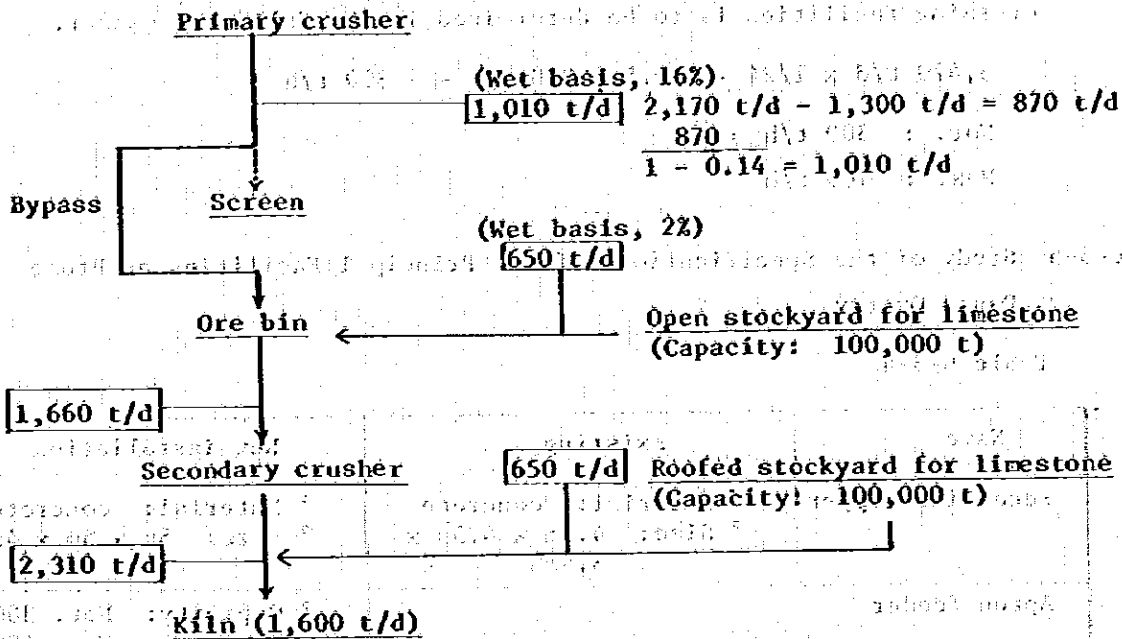 Primary crusher
(Wet basis, 16%)
1,010 t/d 2,170 t/d - 1,300 t/d = 870 t/d
870
1 - 0.14 = 1,010 t/d
Bypass
Screen
(Wet basis, 2%)
650 t/d
Ore bin
Open stockyard for limestone
(Capacity: 100,000 t)
1,660 t/d
Secondary crusher
650 t/d Roofed stockyard for limestone
(Capacity: 100,000 t)
2,310 t/d
Kiln (1,600 t/d)